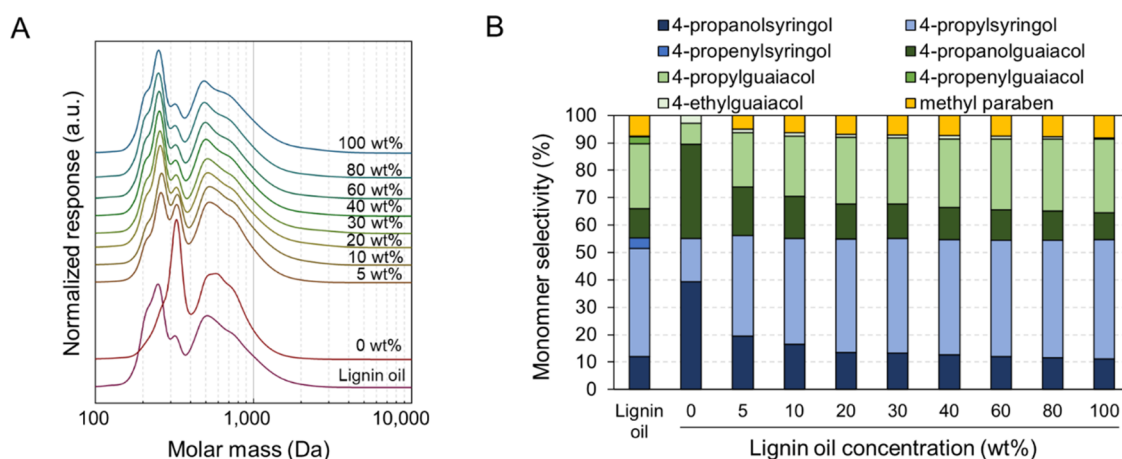 A
Normalized response (a.u.)
100 wt%
80 wt%
60 wt%
40 wt%
30 wt%
20 wt%
10 wt%
5 wt%
0 wt%
Lignin oil
100 1,000 10,000
Molar mass (Da)
B
4-propanolsyringol 4-propylsyringol
4-propenylsyringol 4-propanolguaiacol
4-propylguaiacol 4-propenylguaiacol
4-ethylguaiacol methyl paraben
Monomner selectivity (%)
100
90
80
70
60
50
40
30
20
10
0
Lignin oil 0 5 10 20 30 40 60 80 100
Lignin oil concentration (wt%)